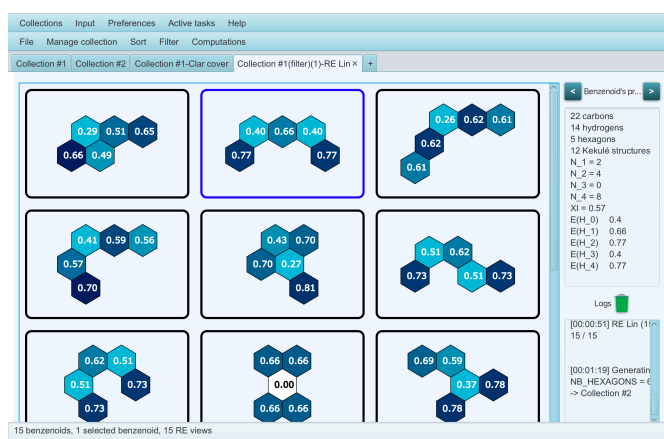 Collections Input Preferences Active tasks Help
File Manage collection Sort Filter Computations
Collection #1 Collection #2 Collection #1-Clar cover Collection #1(filter)(1)-RE Lin × +
< Benzenoid's pr... >
0.29 0.51 0.65
0.66 0.49
0.40 0.66 0.40
0.77 0.77
0.26 0.62 0.61
0.62
0.61
22 carbons
14 hydrogens
5 hexagons
12 Kekulé structures
N_1 = 2
N_2 = 4
N_3 = 0
N_4 = 8
XI = 0.57
E(H_0) 0.4
E(H_1) 0.66
E(H_2) 0.77
E(H_3) 0.4
E(H_4) 0.77
0.41 0.59 0.56
0.57
0.70
0.43 0.70
0.70 0.27
0.81
0.51 0.62
0.73 0.51 0.73
Logs
[00:00:51] RE Lin (15
15 / 15
[00:01:19] Generatin
NB_HEXAGONS = 6
-> Collection #2
0.62 0.51
0.51 0.73
0.73
0.66 0.66
0.00
0.66 0.66
0.69 0.59
0.37 0.78
0.78
15 benzenoids, 1 selected benzenoid, 15 RE views